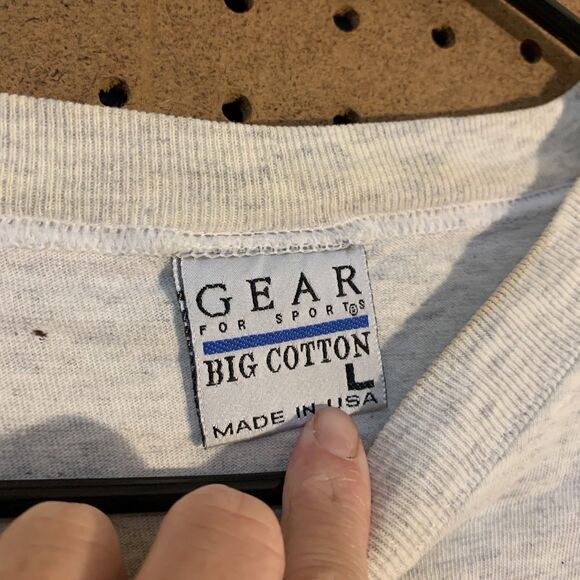 GEAR
FOR SPORTS®
BIG COTTON
L
MADE IN USA